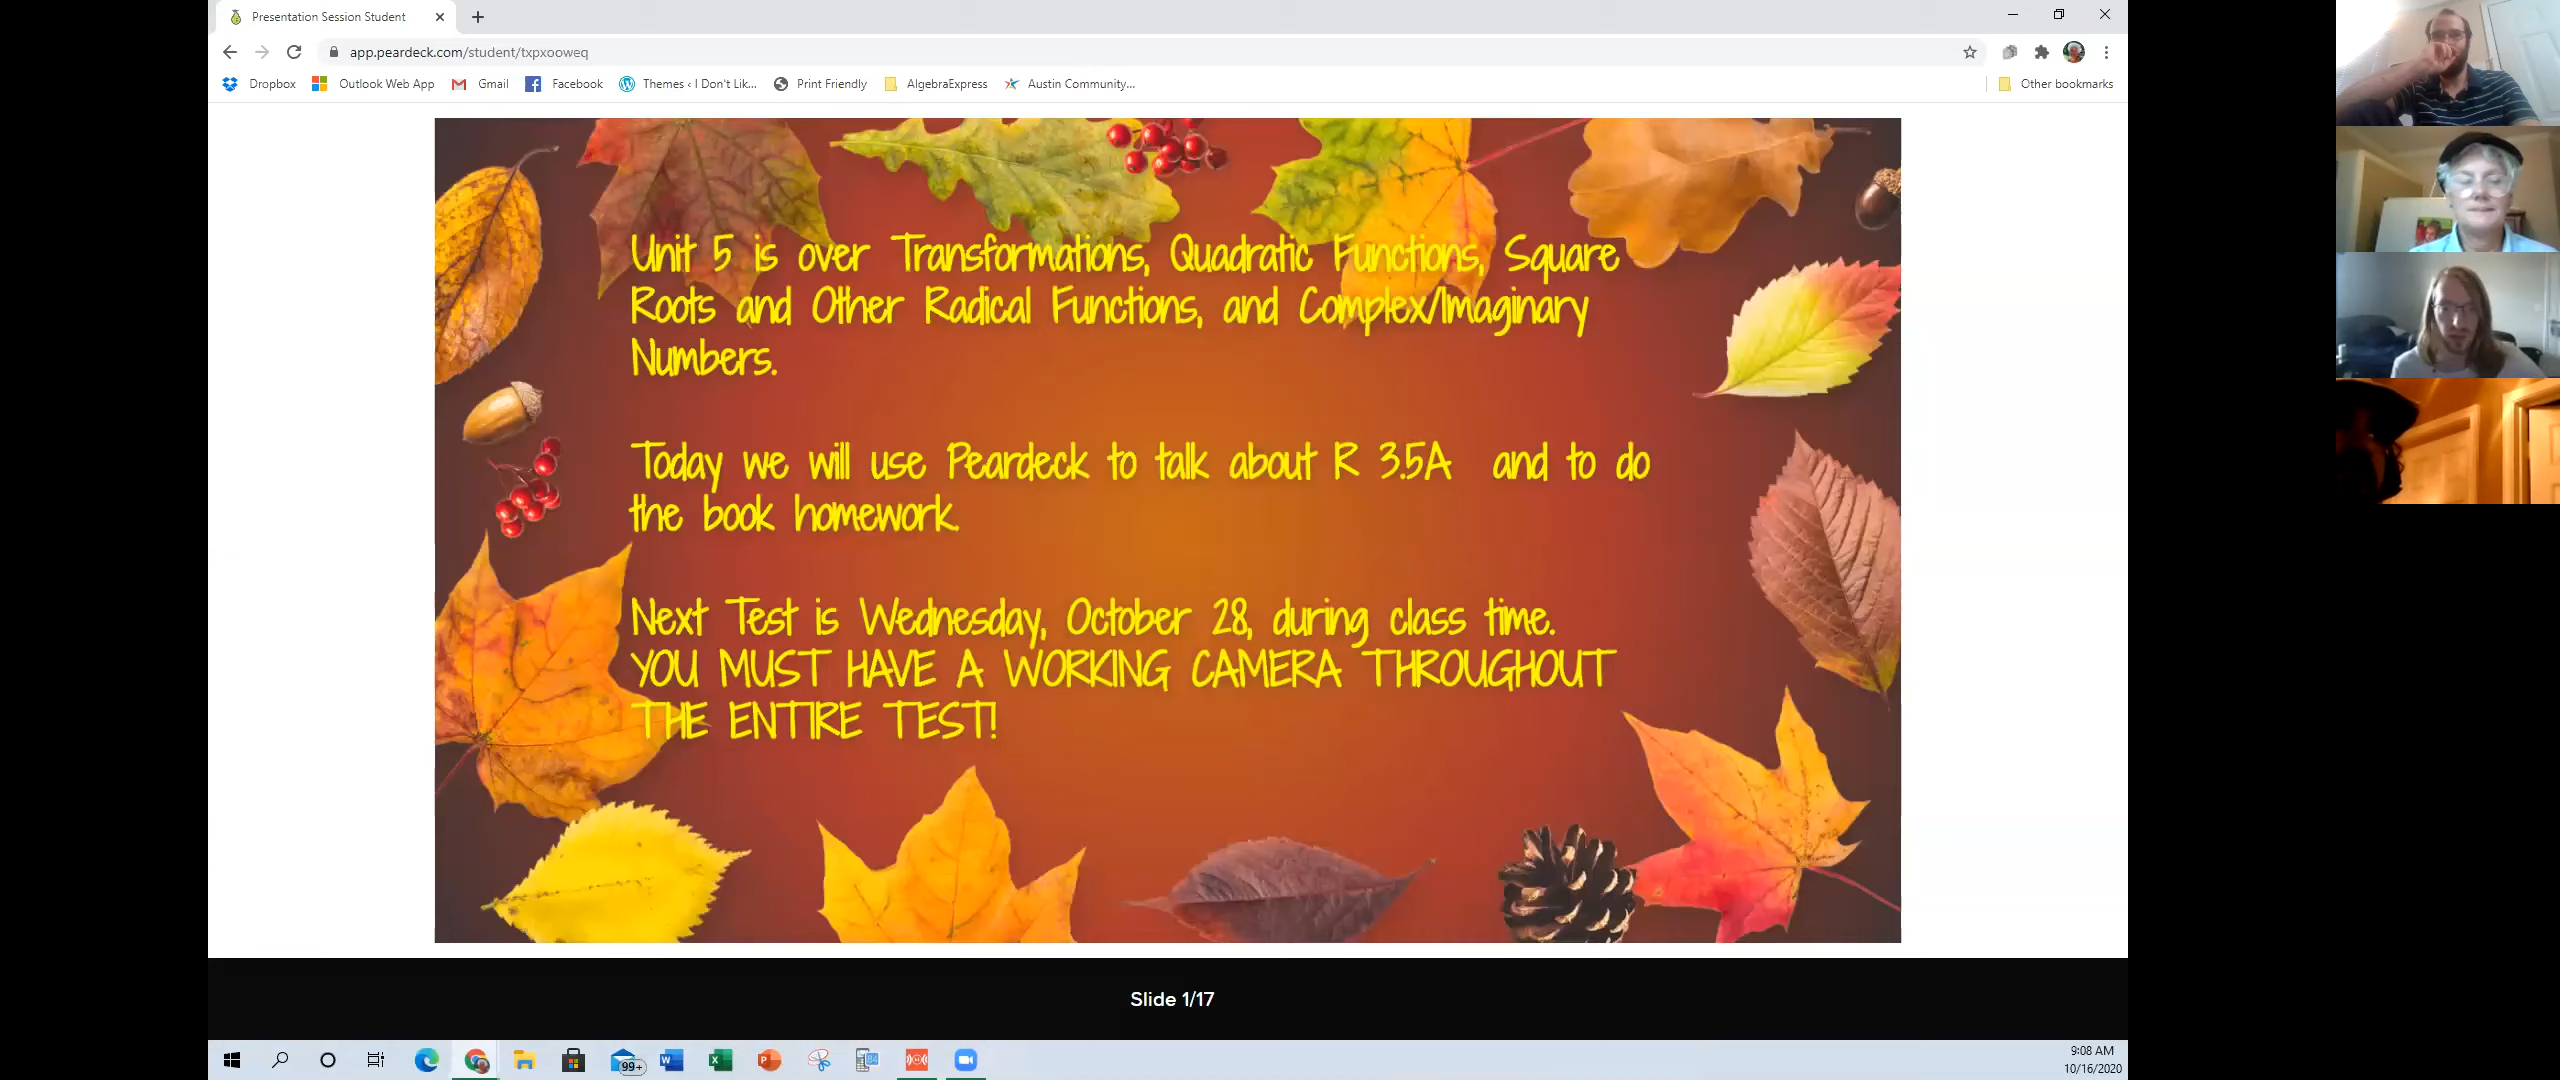 Presentation Session Student
app.peardeck.com/student/txpxooweq
Dropbox Outlook Web App Gmail Facebook Themes ‹ I Don't Lik... Print Friendly AlgebraExpress Austin Community... Other bookmarks
Unit 5 is over Transformations, Quadratic Functions, Square
Roots and Other Radical Functions, and Complex/Imaginary
Numbers.
Today we will use Peardeck to talk about R 3.5A and to do
the book homework.
Next Test is Wednesday, October 28, during class time.
YOU MUST HAVE A WORKING CAMERA THROUGHOUT
THE ENTIRE TEST!
Slide 1/17
99+
84
9:08 AM
10/16/2020